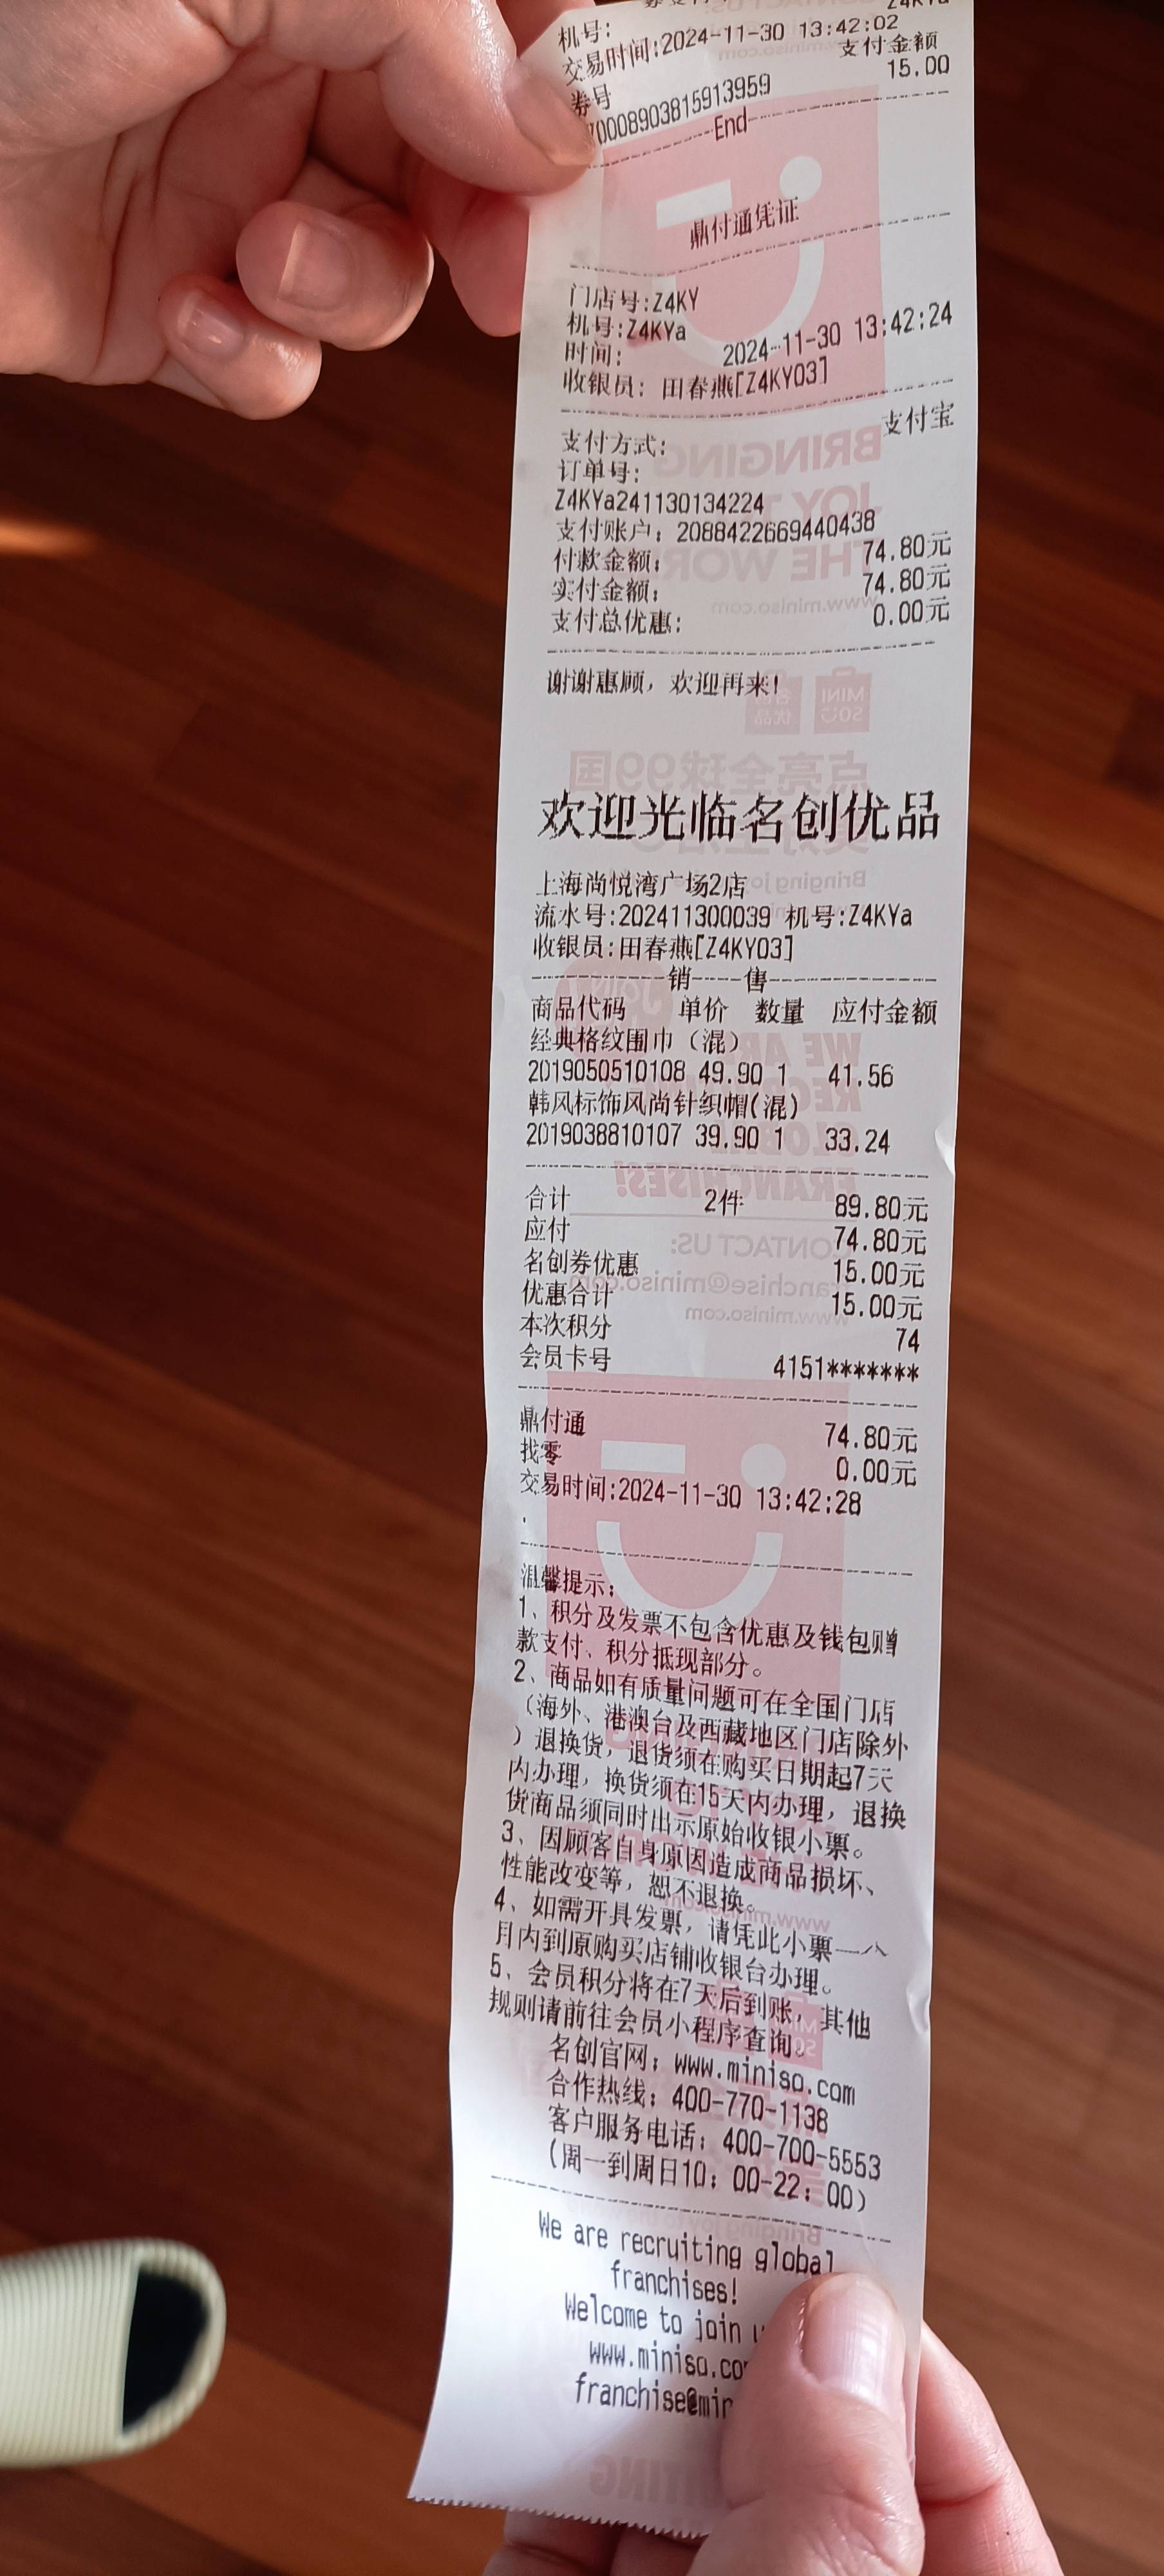 Z4KYa
机号:
交易时间:2024-11-30 13:42:02
券号 支付金额
0008903815913959 15.00
End
鼎付通凭证
门店号:Z4KY
机号:Z4KYa
时间: 2024-11-30 13:42:24
收银员: 田春燕[Z4KY03]
支付方式: 支付宝
订单号:
Z4KYa241130134224
支付账户: 2088422669440438
付款金额: 74.80元
实付金额: 74.80元
支付总优惠: 0.00元
谢谢惠顾, 欢迎再来!
欢迎光临名创优品
上海尚悦湾广场2店
流水号:202411300039 机号:Z4KYa
收银员:田春燕[Z4KY03]
销-----售
商品代码 单价 数量 应付金额
经典格纹围巾（混）
2019050510108 49.90 1 41.56
韩风标饰风尚针织帽(混)
2019038810107 39.90 1 33.24
合计 2件 89.80元
应付 74.80元
名创券优惠 15.00元
优惠合计 15.00元
本次积分 74
会员卡号 4151*******
鼎付通 74.80元
找零 0.00元
交易时间:2024-11-30 13:42:28
.
温馨提示:
1、积分及发票不包含优惠及钱包赠
款支付、积分抵现部分。
2、商品如有质量问题可在全国门店
（海外、港澳台及西藏地区门店除外
）退换货, 退货须在购买日期起7天
内办理, 换货须在15天内办理, 退换
货商品须同时出示原始收银小票。
3、因顾客自身原因造成商品损坏、
性能改变等, 恕不退换。
4、如需开具发票, 请凭此小票一个
月内到原购买店铺收银台办理。
5、会员积分将在7天后到账, 其他
规则请前往会员小程序查询。
名创官网: www.miniso.com
合作热线: 400-770-1138
客户服务电话: 400-700-5553
(周一到周日10: 00-22: 00)
We are recruiting global
franchises!
Welcome to join
www.miniso.co
franchise@min